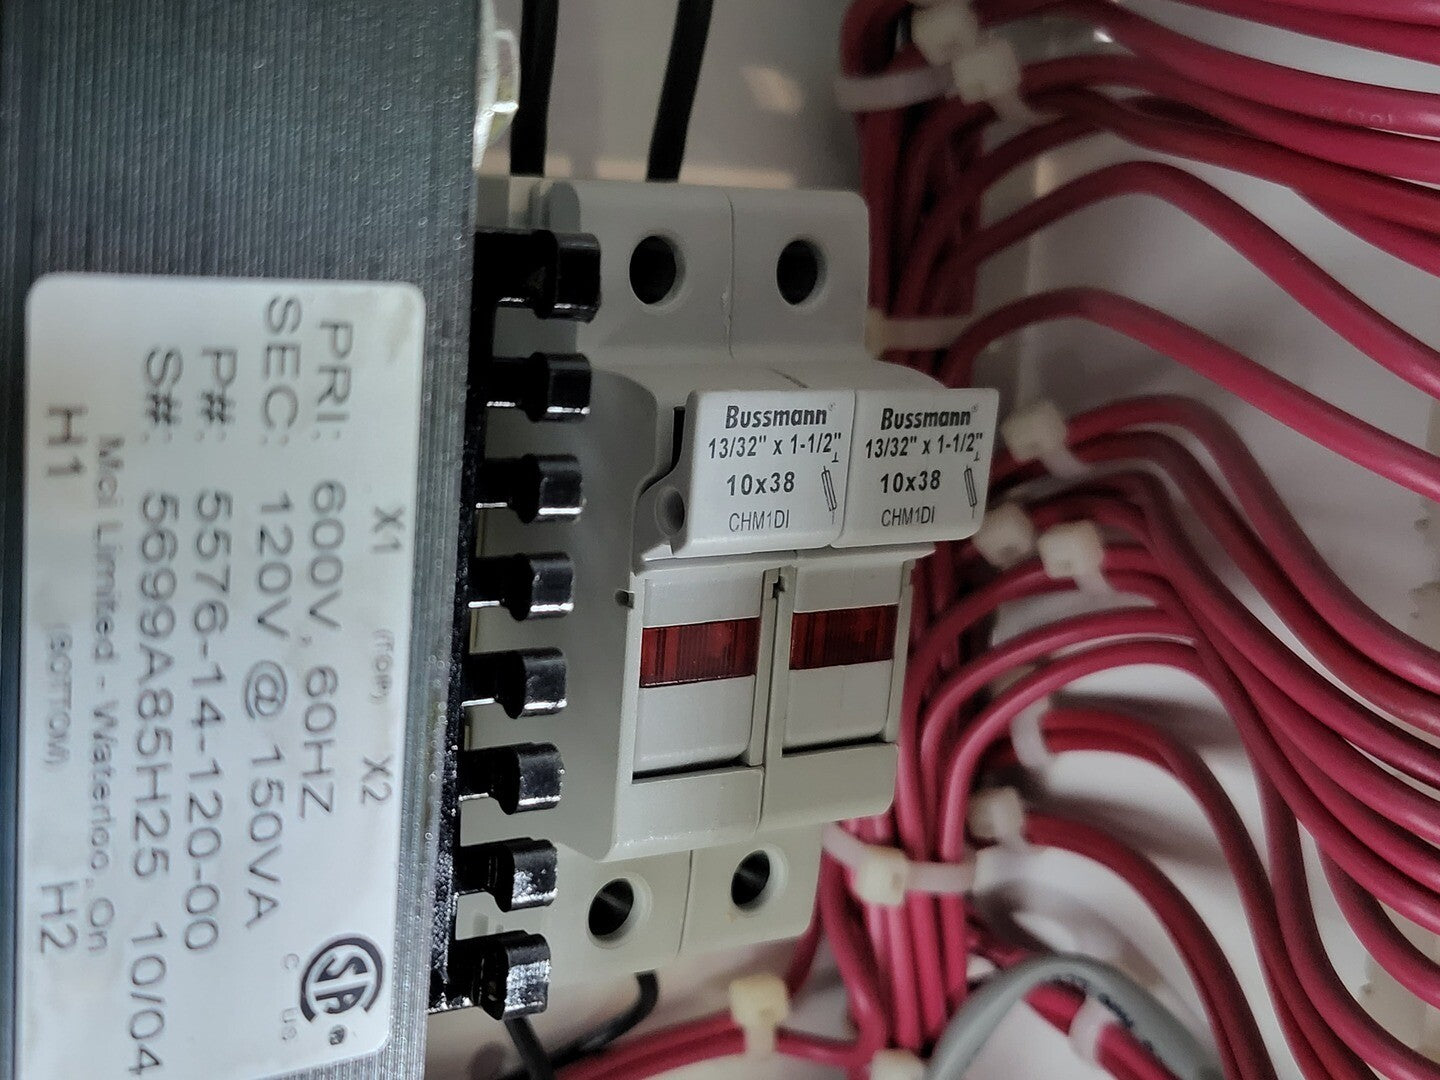 X1 (TOP) X2
PRI: 600V, 60HZ
SEC: 120V @ 150VA
P#: 5576-14-120-00
S#: 5699A85H25 10/04
Mai Limited - Waterloo, On
H1 (BOTTOM) H2
C US
Bussmann
13/32" x 1-1/2"
10x38
CHM1DI
Bussmann
13/32" x 1-1/2"
10x38
CHM1DI